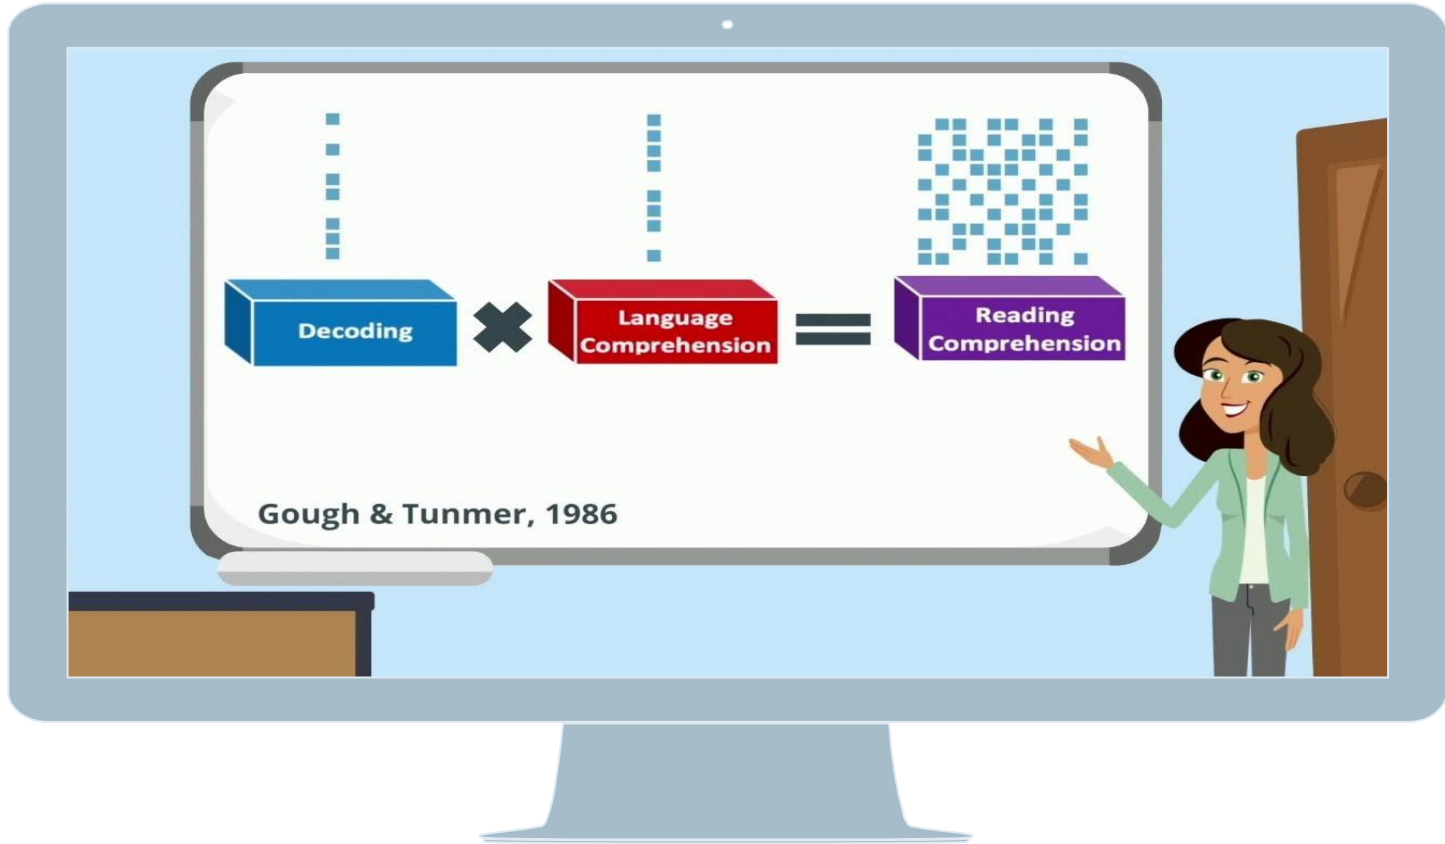 Decoding
Language
Comprehension
Reading
Comprehension
Gough & Tunmer, 1986